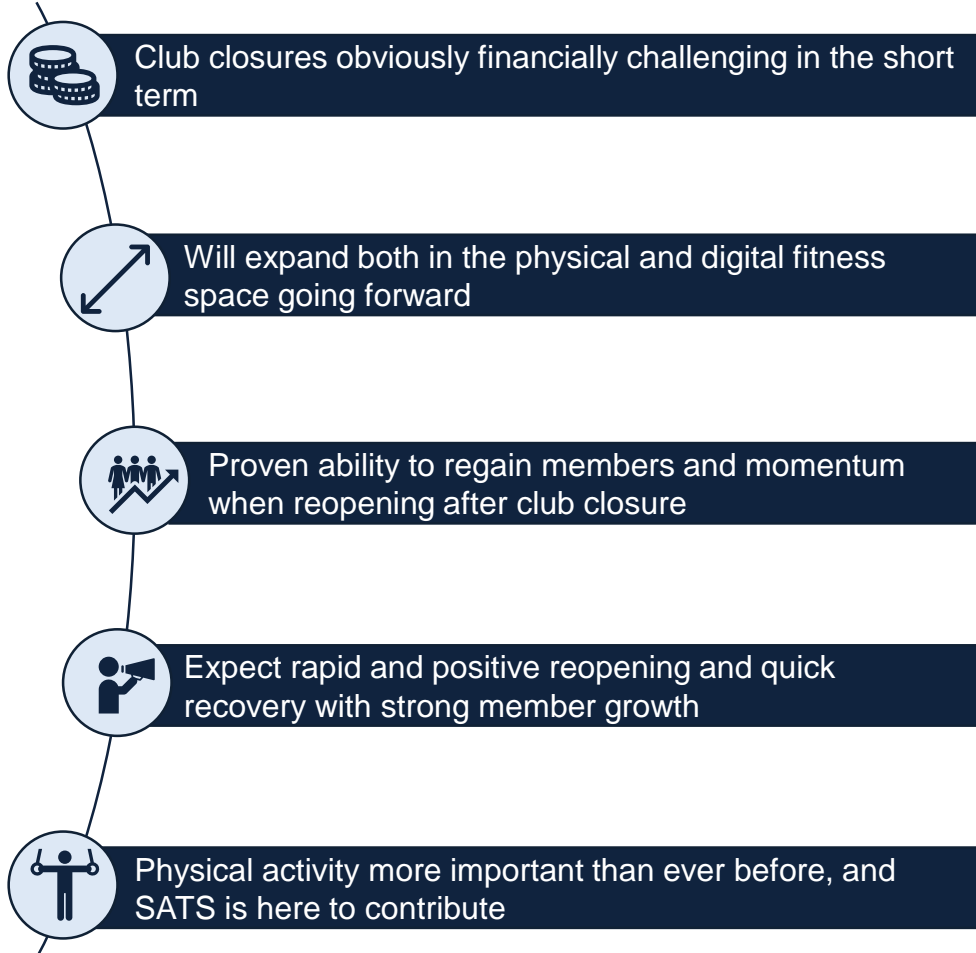 Club closures obviously financially challenging in the short
term
Will expand both in the physical and digital fitness
space going forward
Proven ability to regain members and momentum
when reopening after club closure
Expect rapid and positive reopening and quick
recovery with strong member growth
Physical activity more important than ever before, and
SATS is here to contribute